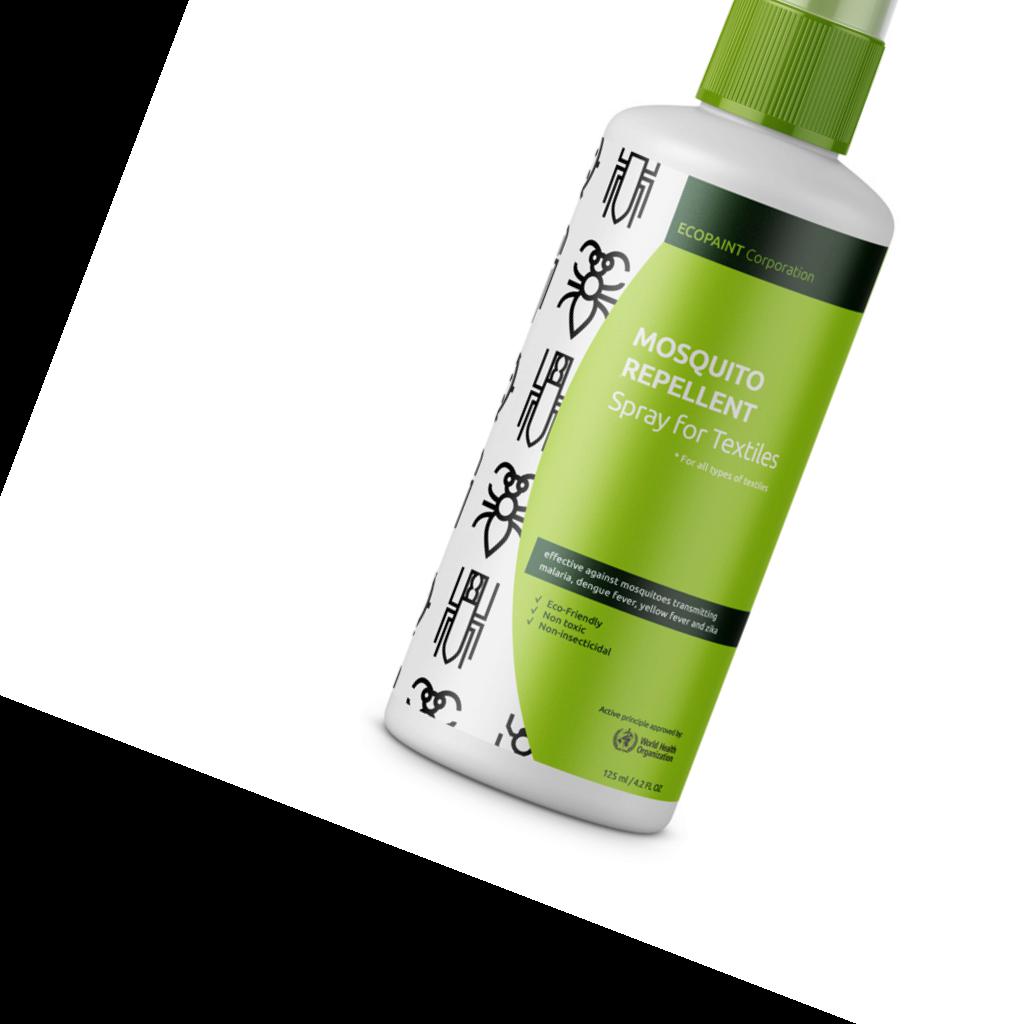 ECOPAINT Corporation
MOSQUITO
REPELLENT
Spray for Textiles
* For all types of textiles
effective against mosquitoes transmitting
malaria, dengue fever, yellow fever and zika
✓ Eco-Friendly
✓ Non toxic
✓ Non-insecticidal
Active principle approved by
World Health
Organization
125 ml / 4.2 FL OZ